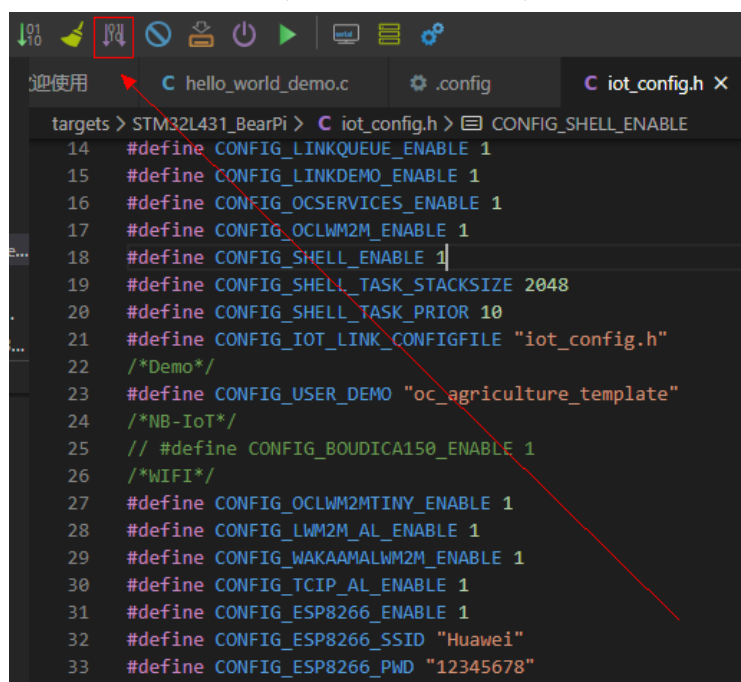 01
10
serial
迎使用 C hello_world_demo.c .config C iot_config.h ×
targets > STM32L431_BearPi > C iot_config.h > CONFIG_SHELL_ENABLE
14 #define CONFIG_LINKQUEUE_ENABLE 1
15 #define CONFIG_LINKDEMO_ENABLE 1
16 #define CONFIG_OCSERVICES_ENABLE 1
17 #define CONFIG_OCLWM2M_ENABLE 1
e... 18 #define CONFIG_SHELL_ENABLE 1
19 #define CONFIG_SHELL_TASK_STACKSIZE 2048
20 #define CONFIG_SHELL_TASK_PRIOR 10
21 #define CONFIG_IOT_LINK_CONFIGFILE "iot_config.h"
22 /*Demo*/
23 #define CONFIG_USER_DEMO "oc_agriculture_template"
24 /*NB-IoT*/
25 // #define CONFIG_BOUDICA150_ENABLE 1
26 /*WIFI*/
27 #define CONFIG_OCLWM2MTINY_ENABLE 1
28 #define CONFIG_LWM2M_AL_ENABLE 1
29 #define CONFIG_WAKAAMALWM2M_ENABLE 1
30 #define CONFIG_TCIP_AL_ENABLE 1
31 #define CONFIG_ESP8266_ENABLE 1
32 #define CONFIG_ESP8266_SSID "Huawei"
33 #define CONFIG_ESP8266_PWD "12345678"